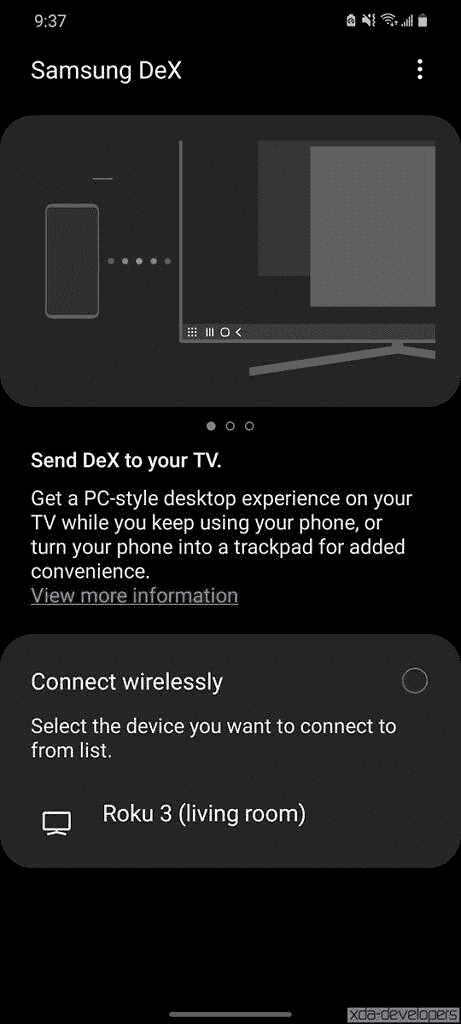 9:37
Samsung DeX
Send DeX to your TV.
Get a PC-style desktop experience on your
TV while you keep using your phone, or
turn your phone into a trackpad for added
convenience.
View more information
Connect wirelessly
Select the device you want to connect to
from list.
Roku 3 (living room)
xda-developers